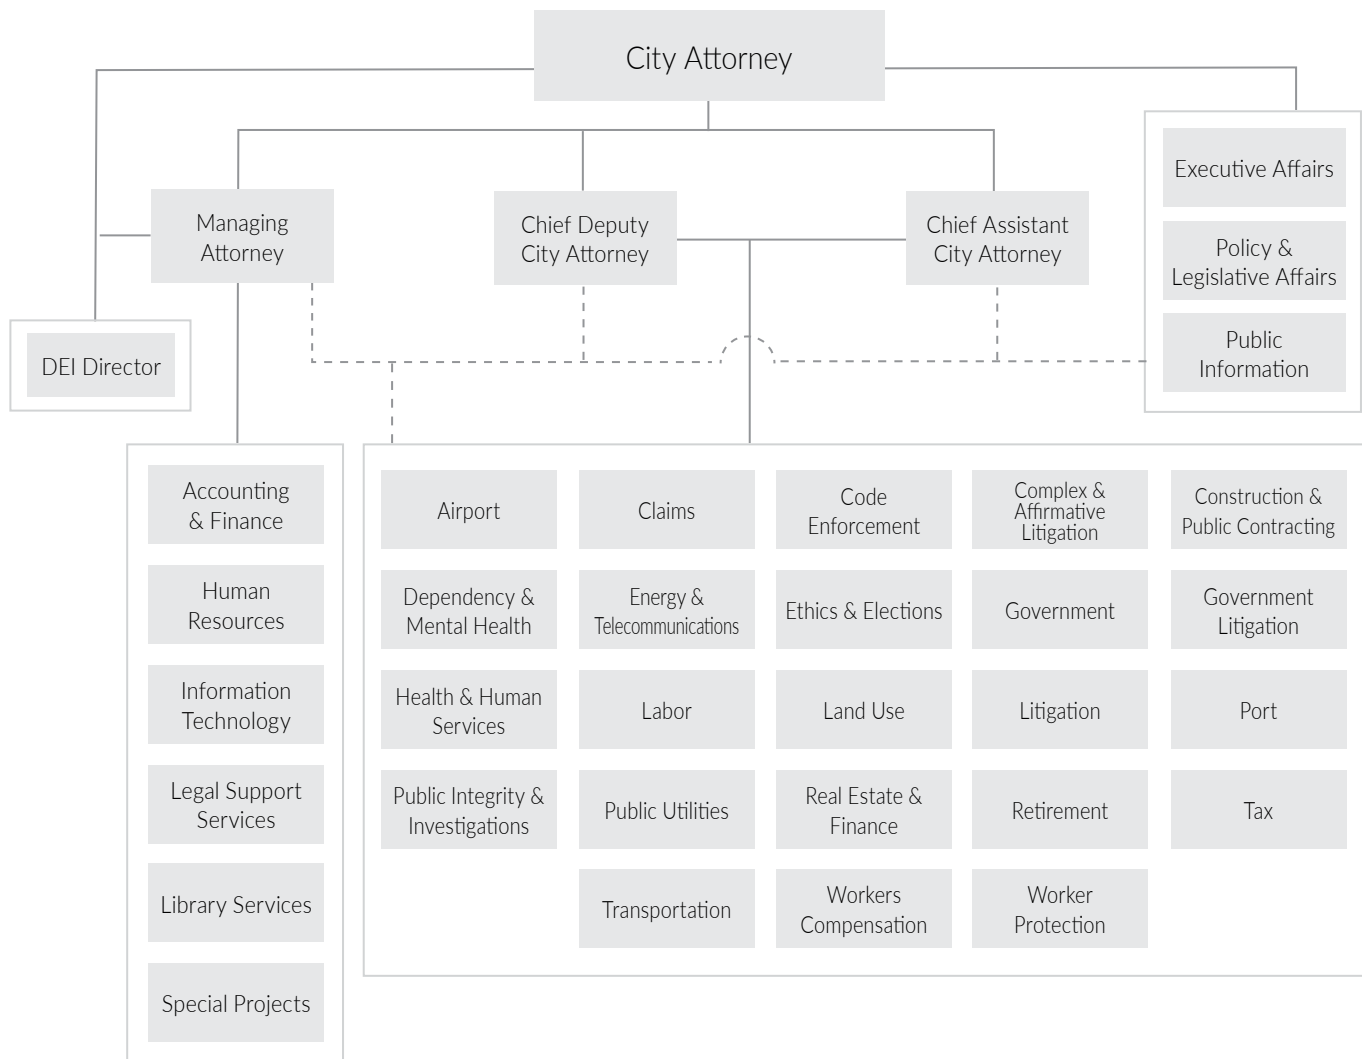 City Attorney
Managing
Attorney
Chief Deputy
City Attorney
Chief Assistant
City Attorney
Executive Affairs
Policy &
Legislative Affairs
Public
Information
DEI Director
Accounting
& Finance
Human
Resources
Information
Technology
Legal Support
Services
Library Services
Special Projects
Airport
Claims
Code
Enforcement
Complex &
Affirmative
Litigation
Construction &
Public Contracting
Dependency &
Mental Health
Energy &
Telecommunications
Ethics & Elections
Government
Government
Litigation
Health & Human
Services
Labor
Land Use
Litigation
Port
Public Integrity &
Investigations
Public Utilities
Real Estate &
Finance
Retirement
Tax
Transportation
Workers
Compensation
Worker
Protection